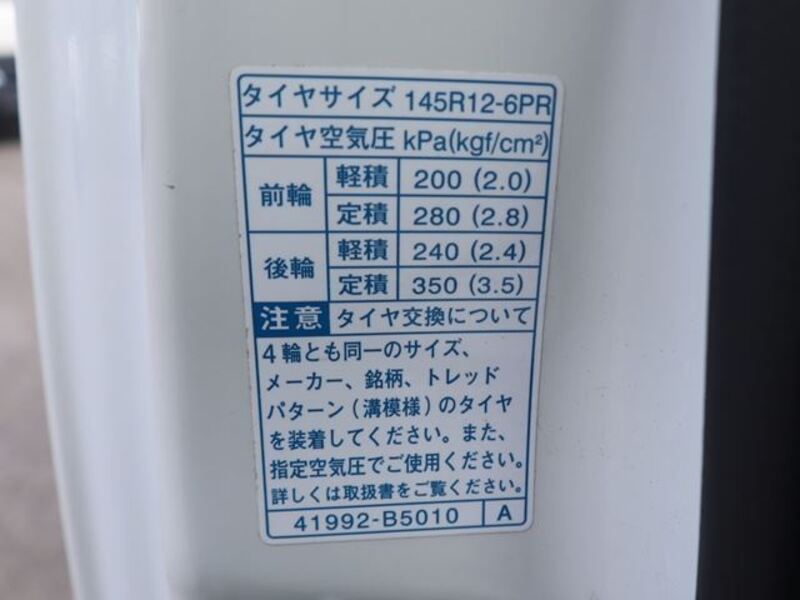 タイヤサイズ 145R12-6PR
タイヤ空気圧 kPa(kgf/cm²)
前輪 軽積 200 (2.0)
定積 280 (2.8)
後輪 軽積 240 (2.4)
定積 350 (3.5)
注意 タイヤ交換について
4輪とも同一のサイズ、
メーカー、銘柄、トレッド
パターン(溝模様)のタイヤ
を装着してください。また、
指定空気圧でご使用ください。
詳しくは取扱書をご覧ください。
41992-B5010 A